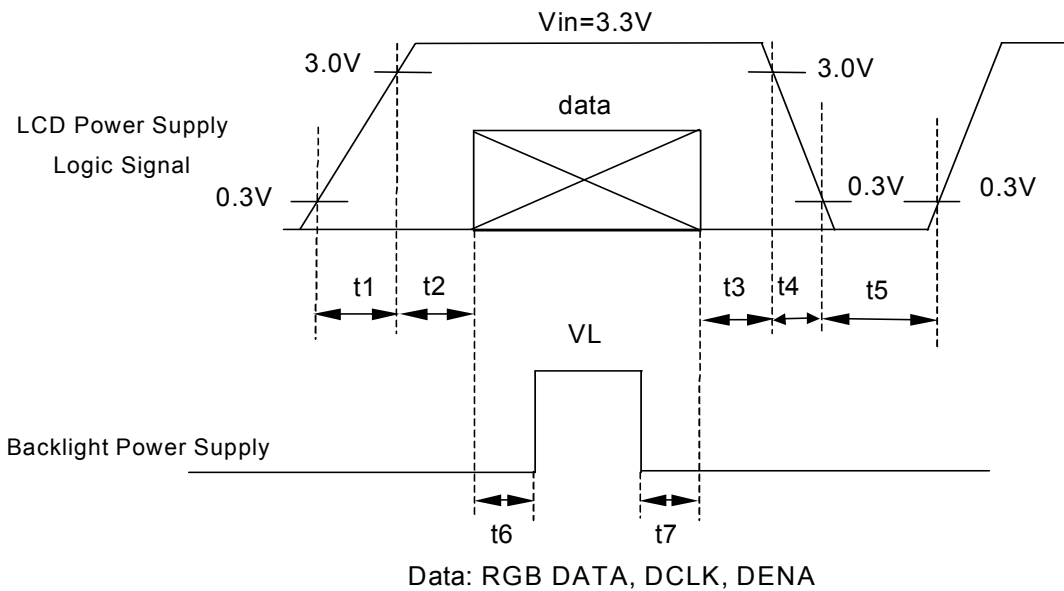 Vin=3.3V
3.0V
3.0V
data
LCD Power Supply
Logic Signal
0.3V
0.3V
0.3V
t1
t2
t3
t4
t5
VL
Backlight Power Supply
t6
t7
Data: RGB DATA, DCLK, DENA